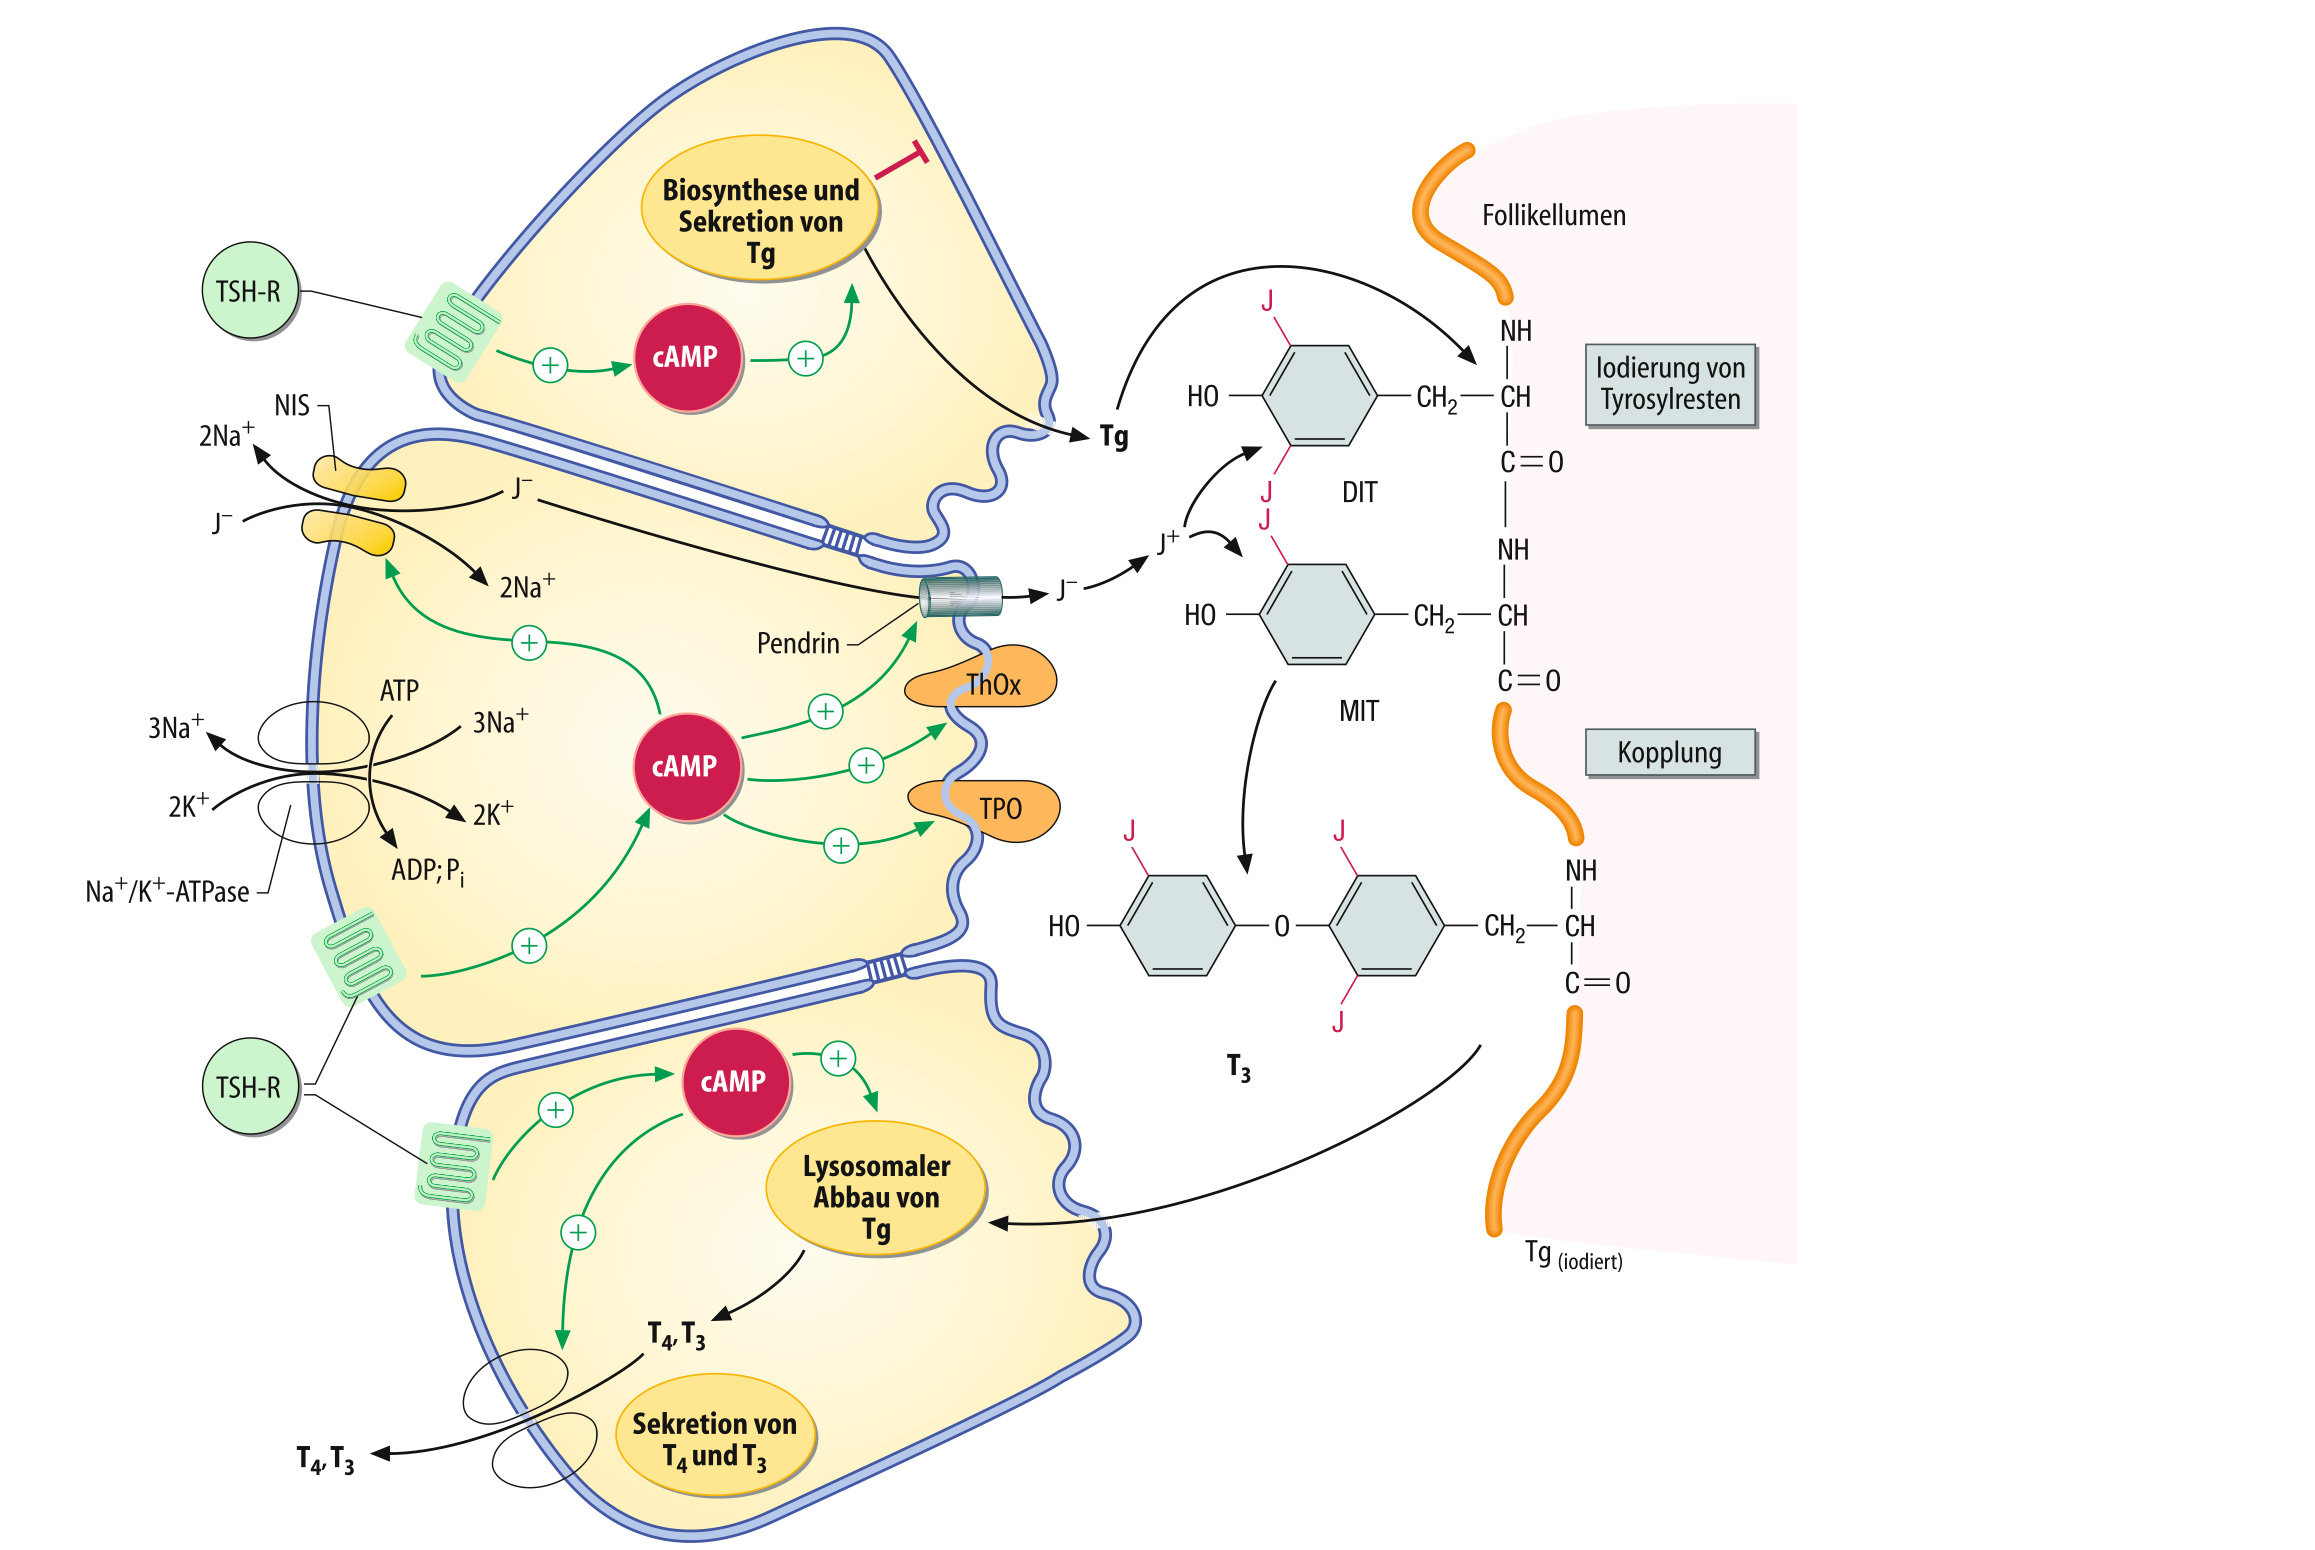 Biosynthese und
Sekretion von
Tg
TSH-R
cAMP
+
+
NIS
2Na+
J–
J–
2Na+
Tg
Pendrin
J–
J+
ThOx
TPO
cAMP
+
+
+
+
+
ATP
3Na+
3Na+
2K+
2K+
ADP; Pi
Na+/K+-ATPase
TSH-R
cAMP
+
+
+
Lysosomaler
Abbau von
Tg
T4, T3
Sekretion von
T4 und T3
T4, T3
Follikellumen
J
NH
HO
CH2
CH
C=O
J
DIT
Iodierung von
Tyrosylresten
J
NH
HO
CH2
CH
C=O
MIT
Kopplung
J
J
NH
HO
O
CH2
CH
C=O
J
T3
Tg (iodiert)